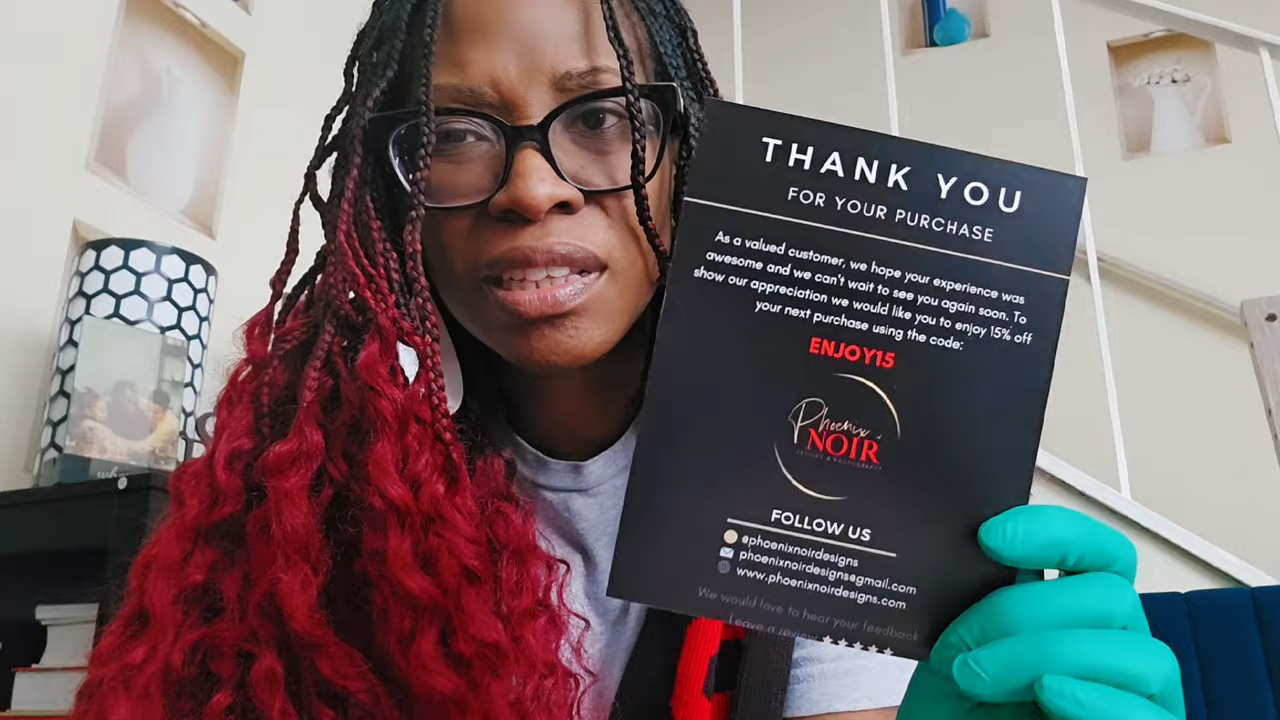 THANK YOU
FOR YOUR PURCHASE
As a valued customer, we hope your experience was
awesome and we can't wait to see you again soon. To
show our appreciation we would like you to enjoy 15% off
your next purchase using the code:
ENJOY15
Phoenix
NOIR
DESIGNS & PHOTOGRAPHY
FOLLOW US
@phoenixnoirdesigns
phoenixnoirdesigns@gmail.com
www.phoenixnoirdesigns.com
We would love to hear your feedback
Leave a review